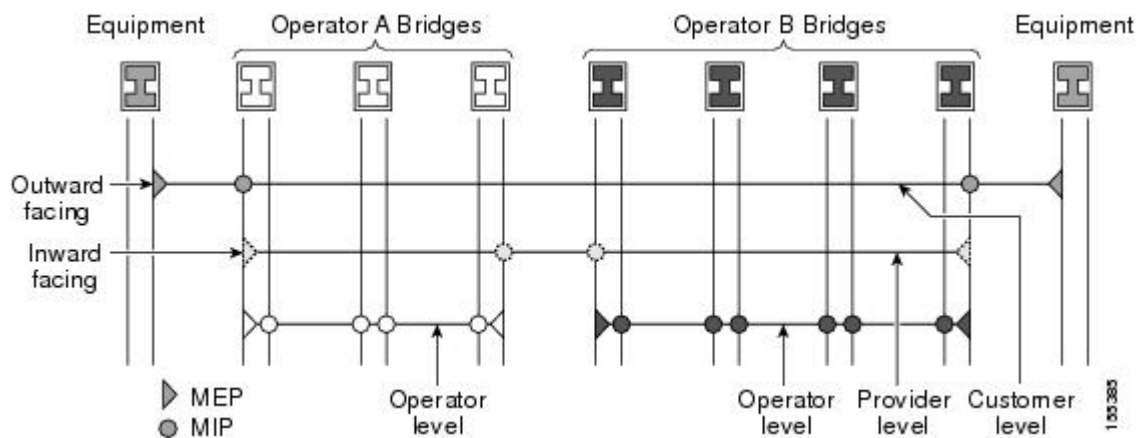 Equipment
Operator A Bridges
Operator B Bridges
Equipment
Outward
facing
Inward
facing
MEP
MIP
Operator
level
Operator
level
Provider
level
Customer
level
155385